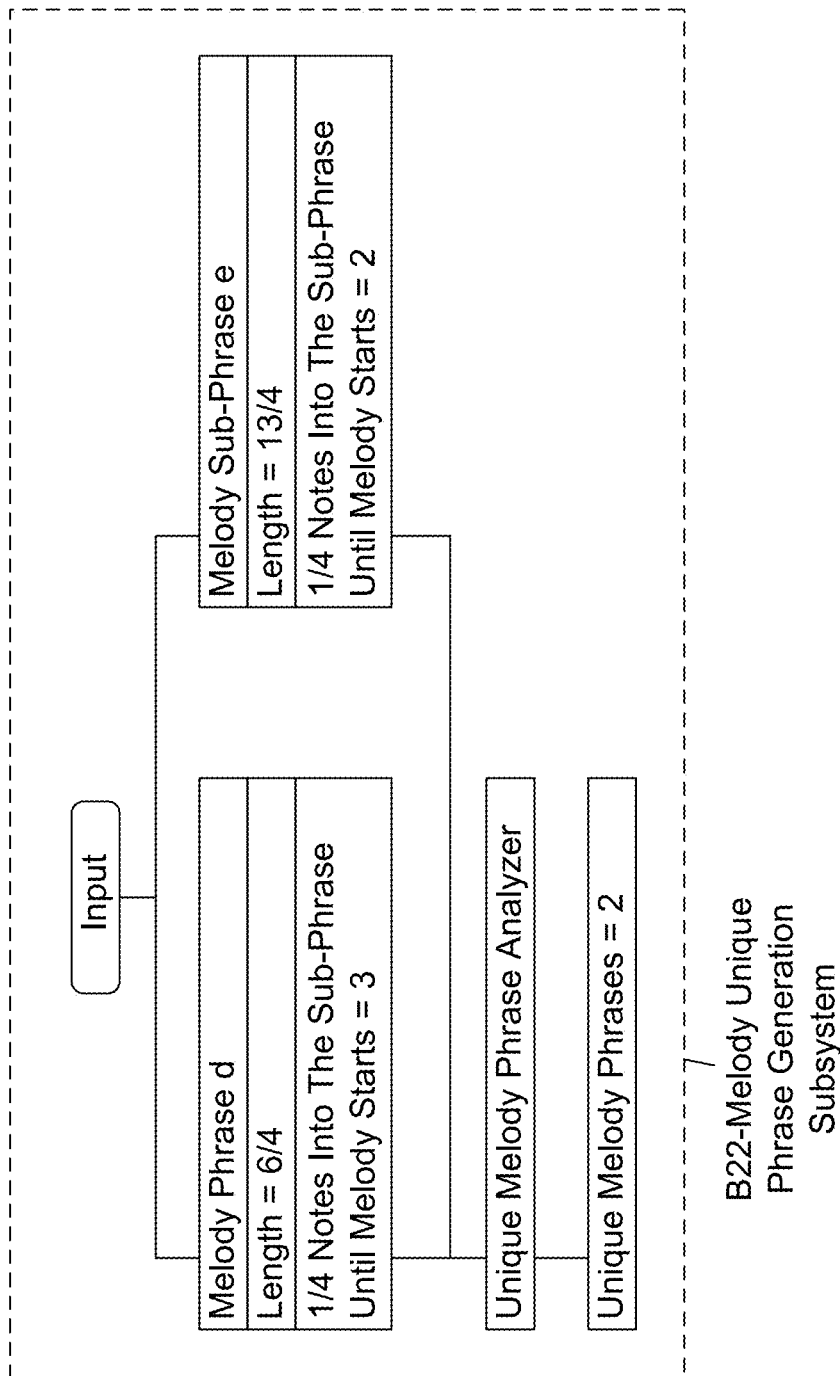 Input
Melody Phrase d
Length = 6/4
1/4 Notes Into The Sub-Phrase
Until Melody Starts = 3
Melody Sub-Phrase e
Length = 13/4
1/4 Notes Into The Sub-Phrase
Until Melody Starts = 2
Unique Melody Phrase Analyzer
Unique Melody Phrases = 2
B22-Melody Unique
Phrase Generation
Subsystem